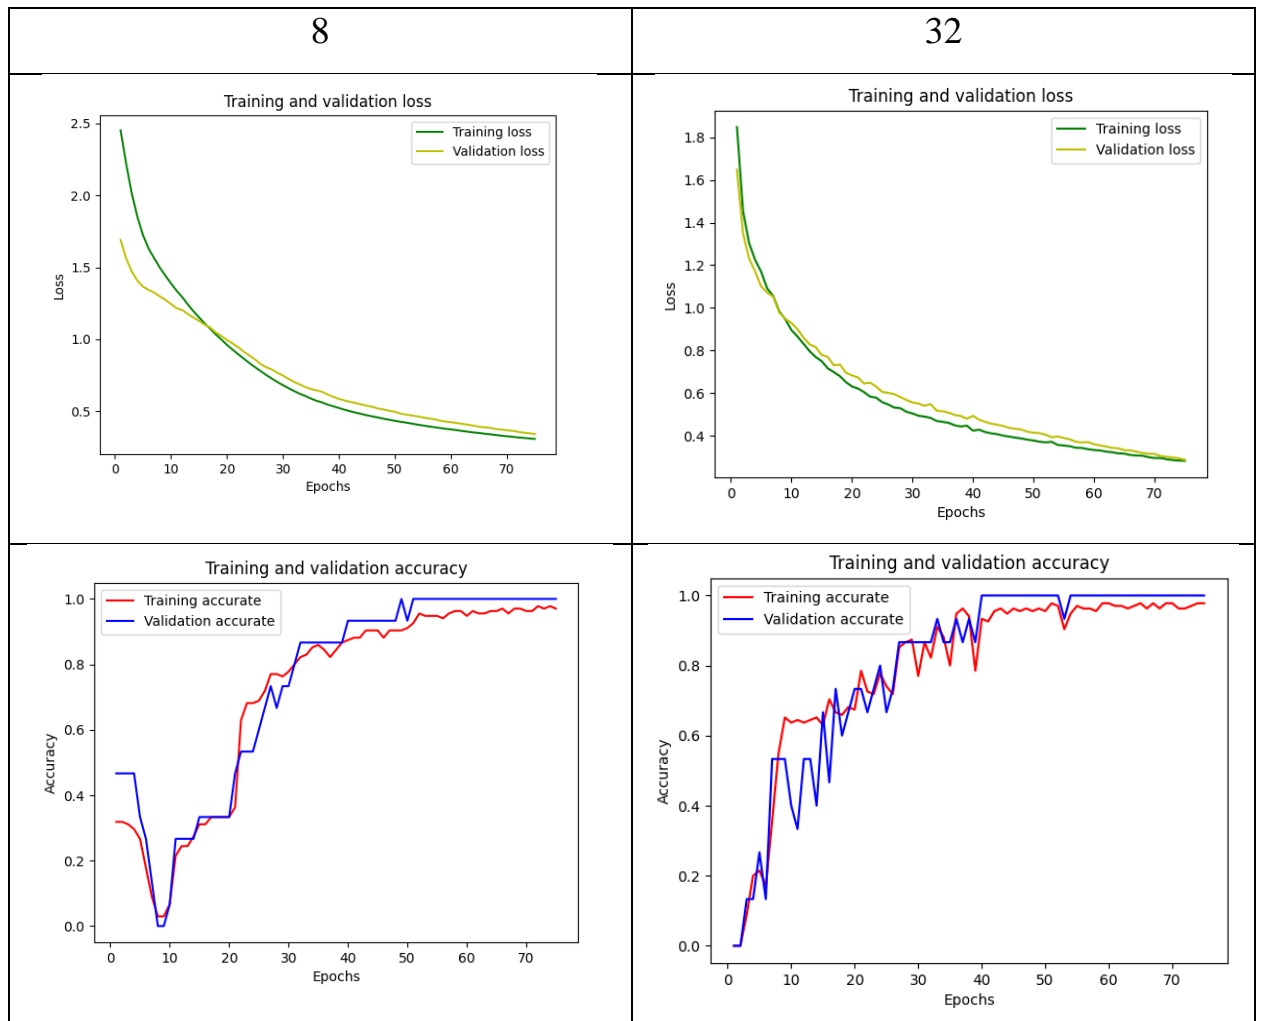 8
32
Training and validation loss
2.5
2.0
1.5
1.0
0.5
Loss
Training loss
Validation loss
0 10 20 30 40 50 60 70
Epochs
Training and validation loss
1.8
1.6
1.4
1.2
1.0
0.8
0.6
0.4
Loss
Training loss
Validation loss
0 10 20 30 40 50 60 70
Epochs
Training and validation accuracy
1.0
0.8
0.6
0.4
0.2
0.0
Accuracy
Training accurate
Validation accurate
0 10 20 30 40 50 60 70
Epochs
Training and validation accuracy
1.0
0.8
0.6
0.4
0.2
0.0
Accuracy
Training accurate
Validation accurate
0 10 20 30 40 50 60 70
Epochs